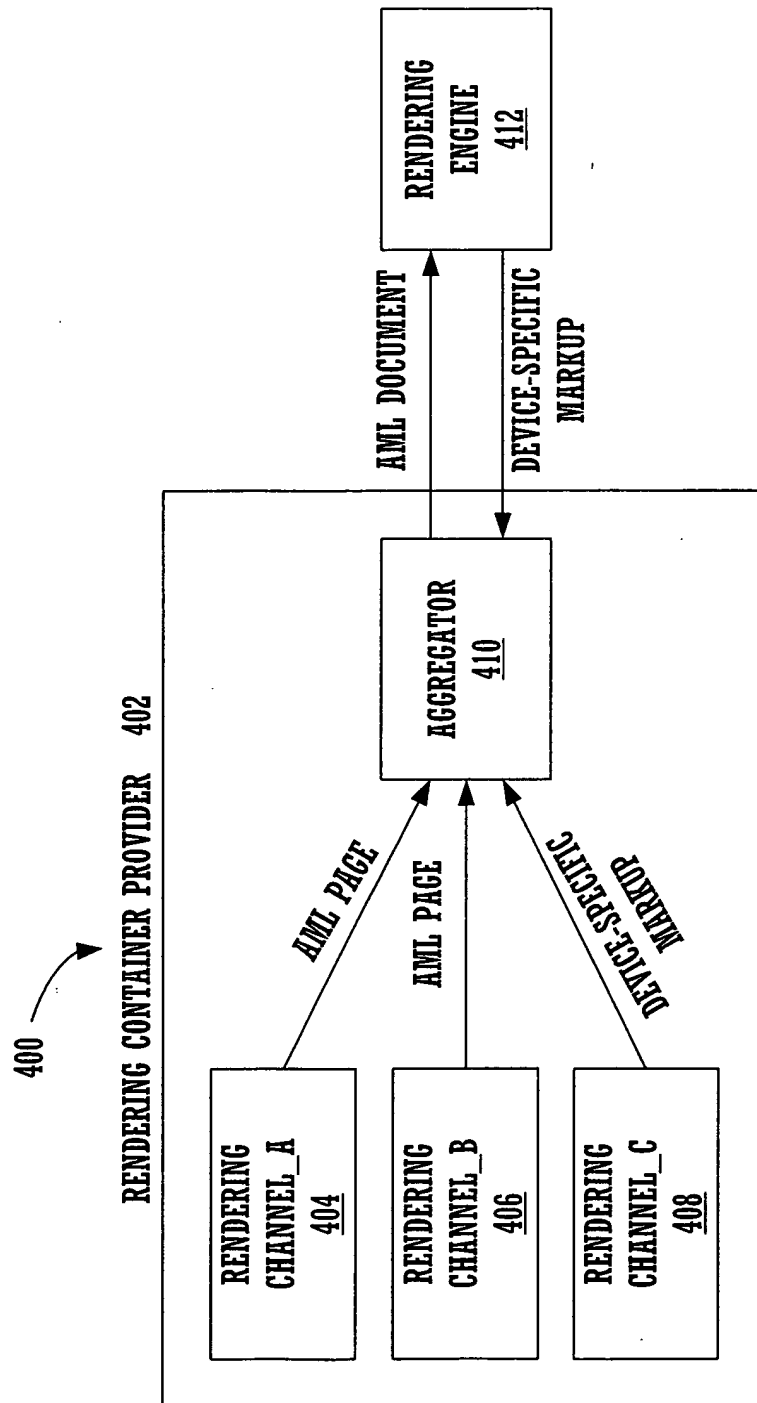 400
RENDERING CONTAINER PROVIDER 402
RENDERING
CHANNEL_A
404
AML PAGE
RENDERING
CHANNEL_B
406
AML PAGE
RENDERING
CHANNEL_C
408
DEVICE-SPECIFIC
MARKUP
AGGREGATOR
410
AML DOCUMENT
DEVICE-SPECIFIC
MARKUP
RENDERING
ENGINE
412